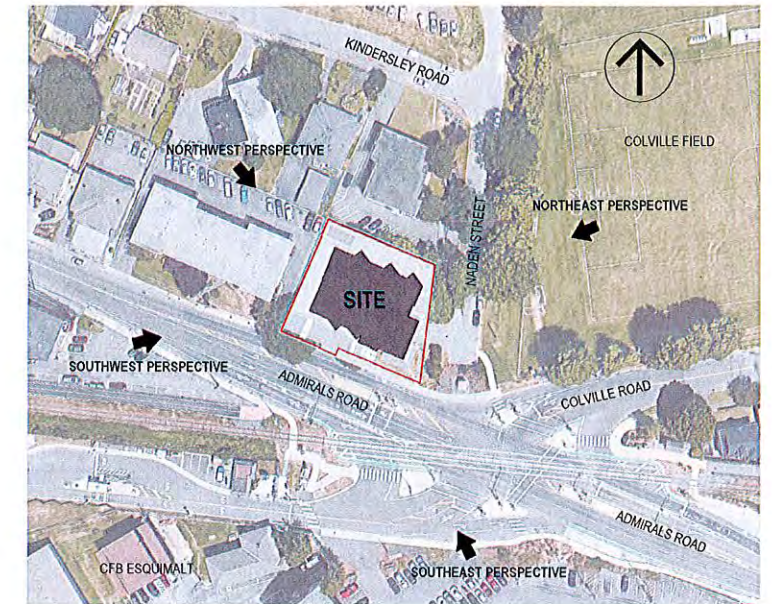 KINDERSLEY ROAD
COLVILLE FIELD
NORTHWEST PERSPECTIVE
NORTHEAST PERSPECTIVE
NADEN STREET
SITE
SOUTHWEST PERSPECTIVE
ADMIRALS ROAD
COLVILLE ROAD
ADMIRALS ROAD
CFB ESQUIMALT
SOUTHEAST PERSPECTIVE